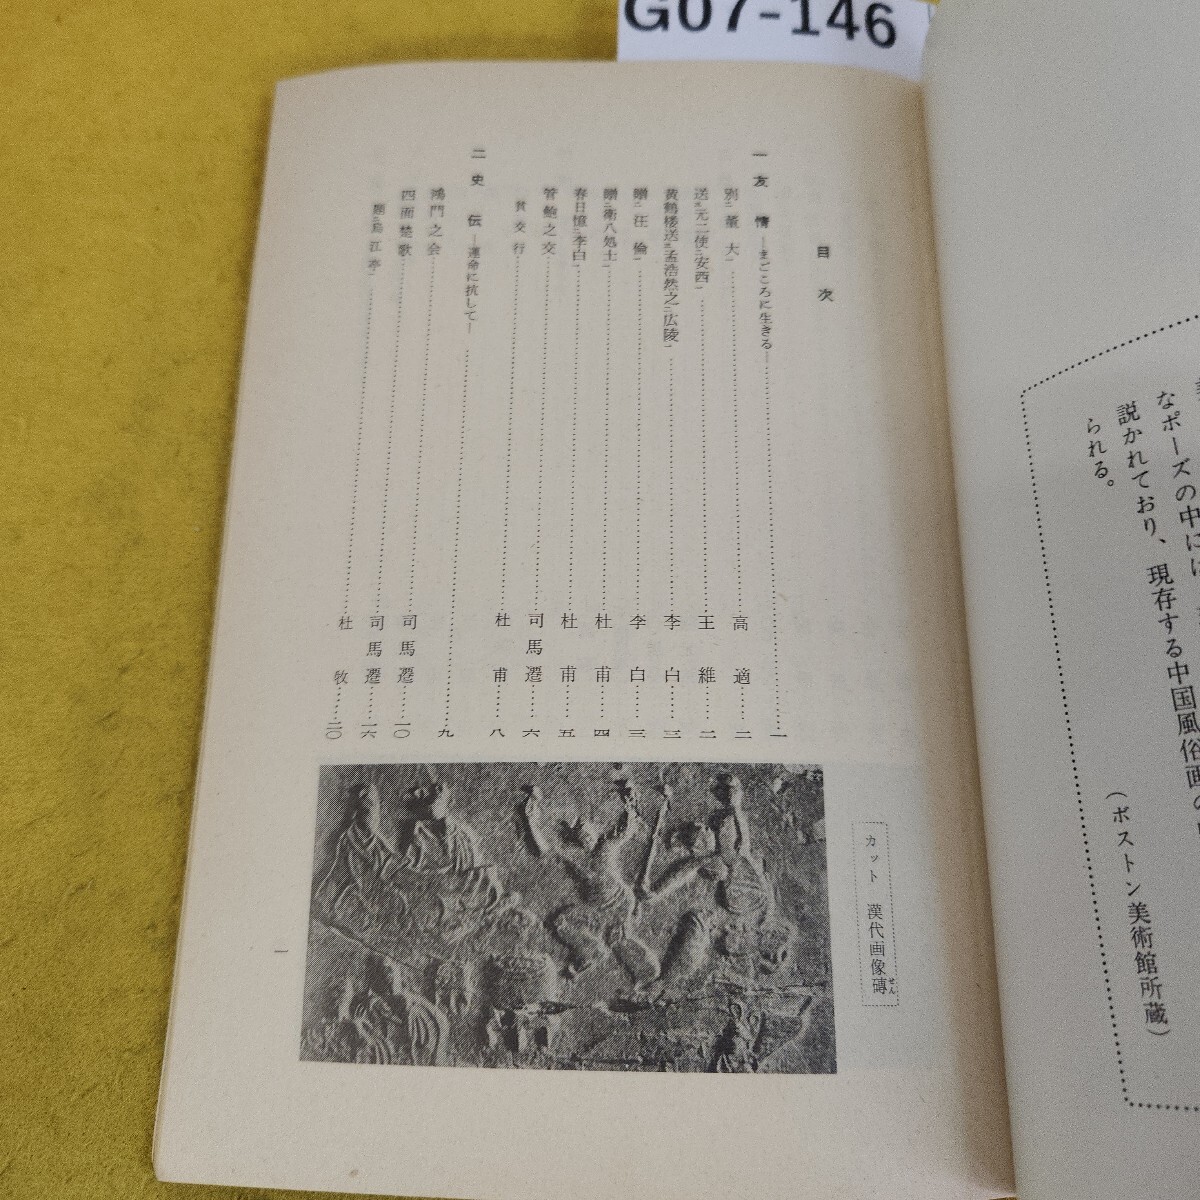 G07-146
なポーズの中には
説かれており、現存する中国風俗画の
られる。
(ボストン美術館所蔵)
目次
一 友情―まごころに生きる―……一
別董大……高適……二
送元二使安西……王維……二
黄鶴楼送孟浩然之広陵……李白……三
贈汪倫……李白……三
贈衛八処士……杜甫……四
春日憶李白……杜甫……五
管鮑之交……司馬遷……六
貧交行……杜甫……八
二 史伝―運命に抗して―……九
鴻門之会……司馬遷……一〇
四面楚歌……司馬遷……一六
題烏江亭……杜牧……二〇
カット 漢代画像磚
せん
一